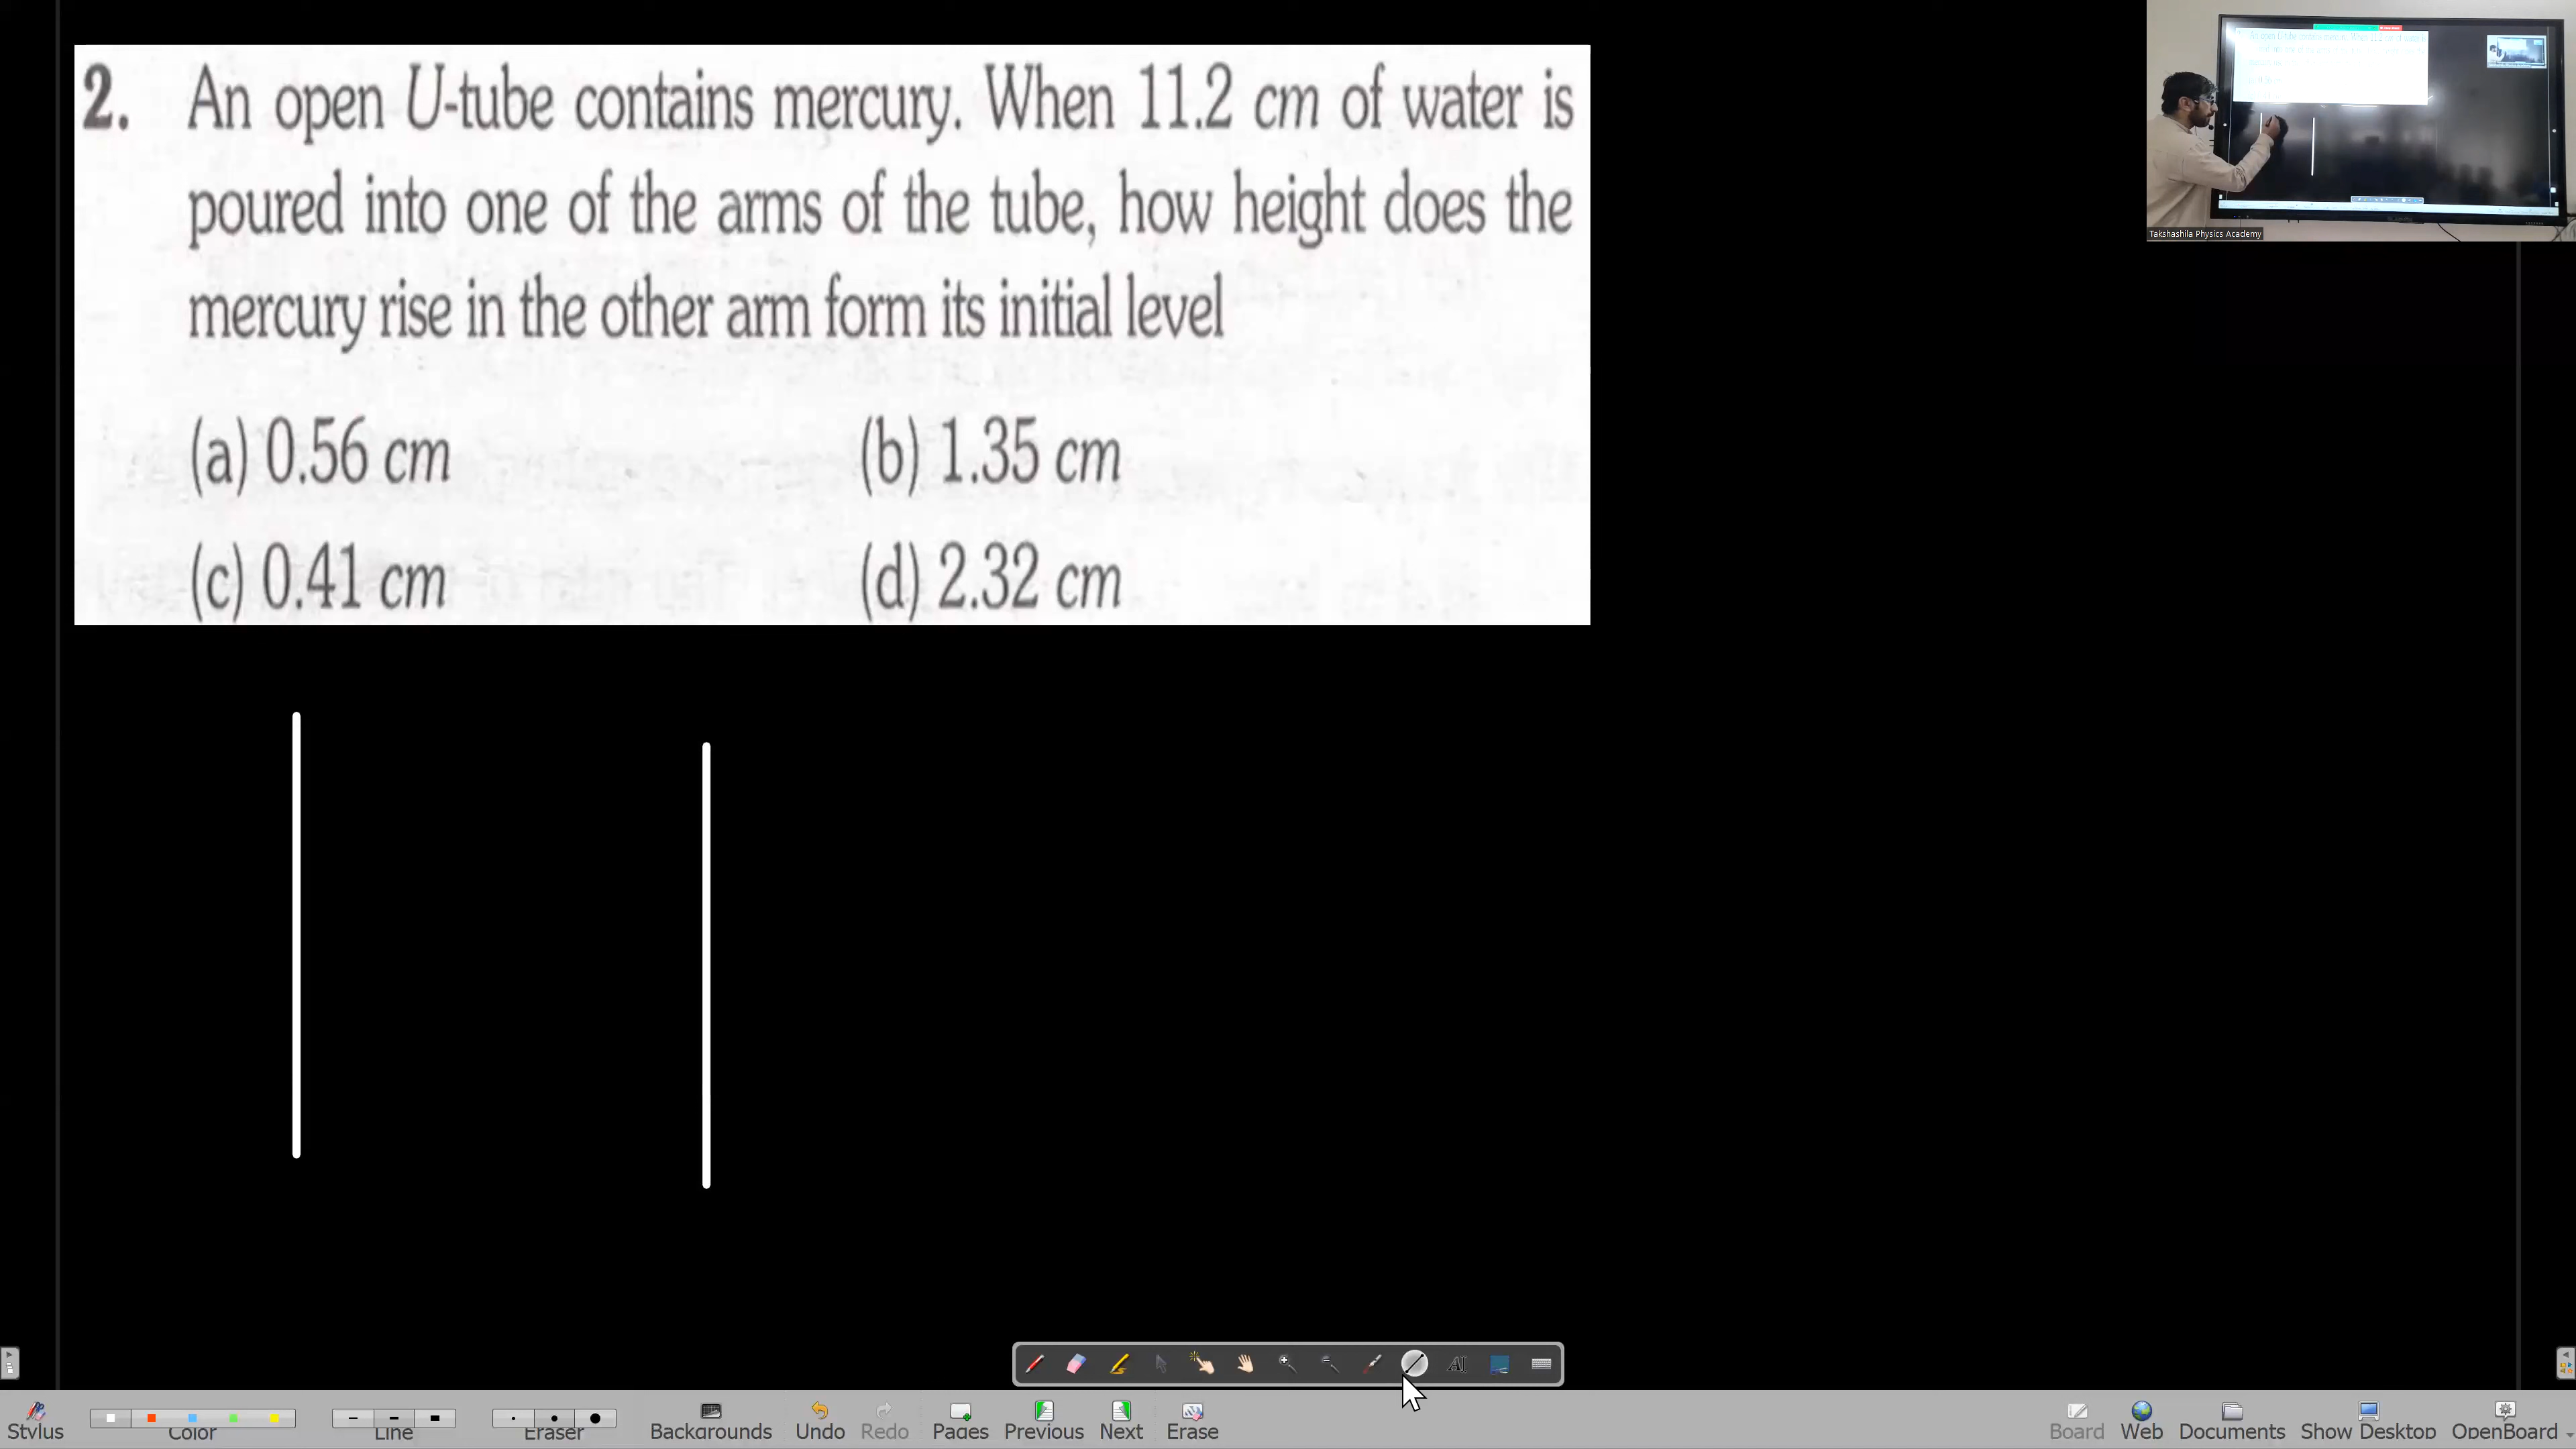 2. An open U-tube contains mercury. When 11.2 cm of water is
poured into one of the arms of the tube, how height does the
mercury rise in the other arm form its initial level
(a) 0.56 cm (b) 1.35 cm
(c) 0.41 cm (d) 2.32 cm
Takshashila Physics Academy
AI
Stylus Color Line Eraser Backgrounds Undo Redo Pages Previous Next Erase Board Web Documents Show Desktop OpenBoard